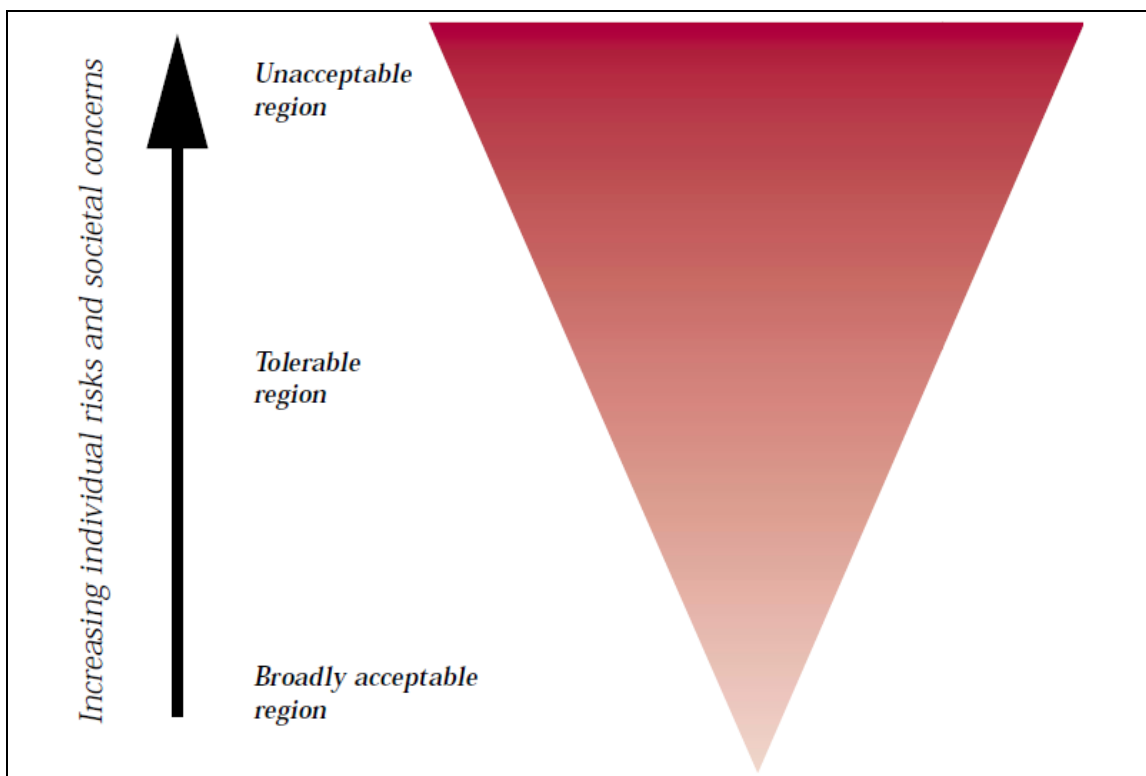 Increasing individual risks and societal concerns
Unacceptable
region
Tolerable
region
Broadly acceptable
region